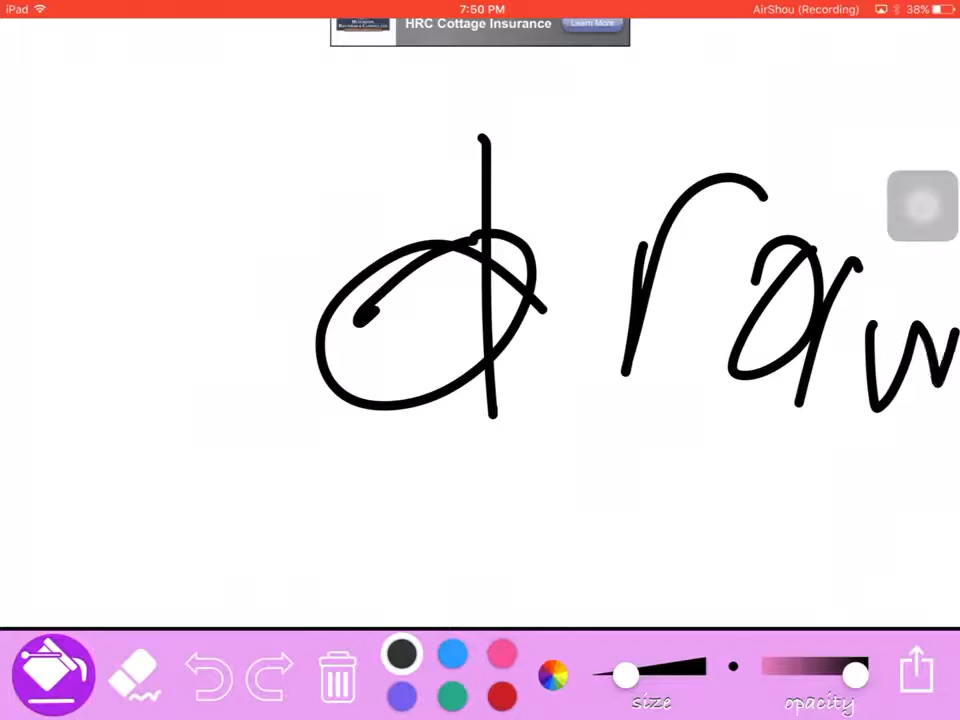 iPad 7:50 PM AirShou (Recording) 38%
HRC Cottage Insurance Learn More
draw
size opacity